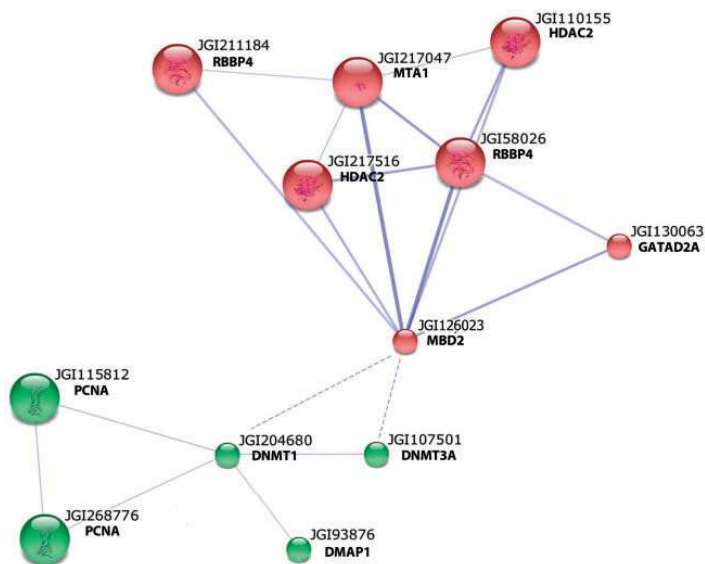 JGI110155
HDAC2
JGI211184
RBBP4
JGI217047
MTA1
JGI58026
RBBP4
JGI217516
HDAC2
JGI130063
GATAD2A
JGI126023
MBD2
JGI115812
PCNA
JGI204680
DNMT1
JGI107501
DNMT3A
JGI268776
PCNA
JGI93876
DMAP1